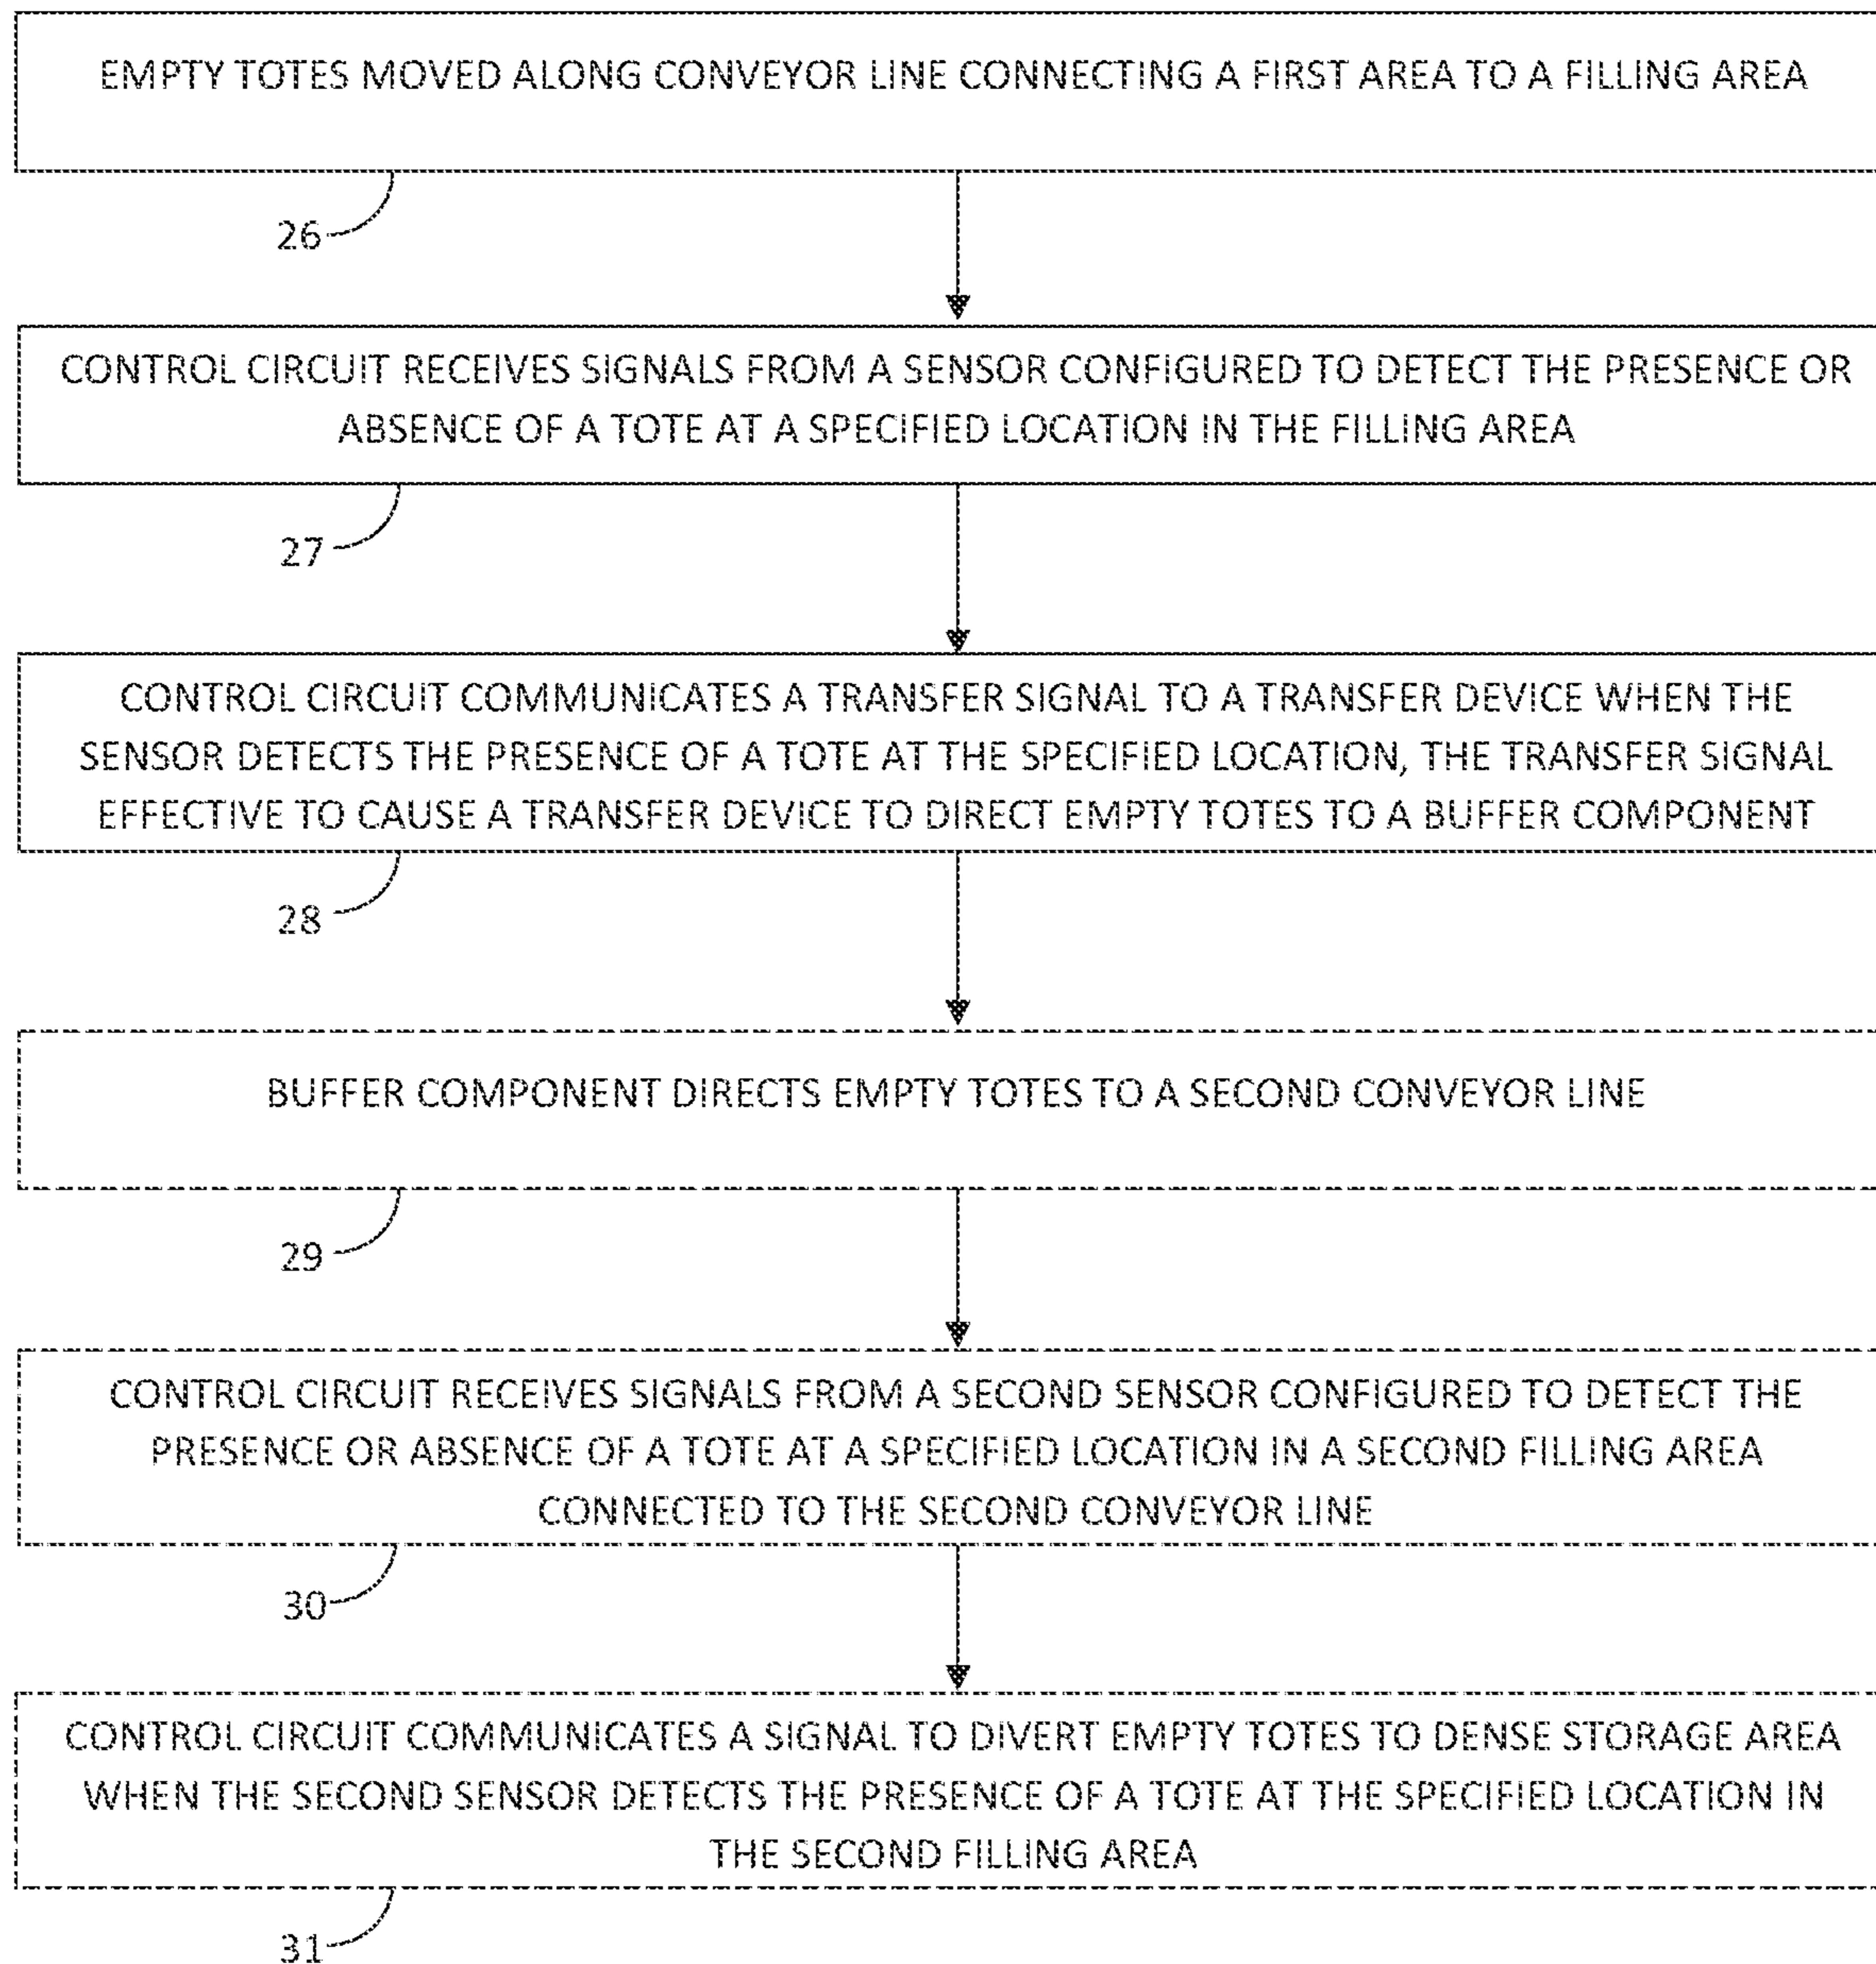 EMPTY TOTES MOVED ALONG CONVEYOR LINE CONNECTING A FIRST AREA TO A FILLING AREA
26
CONTROL CIRCUIT RECEIVES SIGNALS FROM A SENSOR CONFIGURED TO DETECT THE PRESENCE OR
ABSENCE OF A TOTE AT A SPECIFIED LOCATION IN THE FILLING AREA
27
CONTROL CIRCUIT COMMUNICATES A TRANSFER SIGNAL TO A TRANSFER DEVICE WHEN THE
SENSOR DETECTS THE PRESENCE OF A TOTE AT THE SPECIFIED LOCATION, THE TRANSFER SIGNAL
EFFECTIVE TO CAUSE A TRANSFER DEVICE TO DIRECT EMPTY TOTES TO A BUFFER COMPONENT
28
BUFFER COMPONENT DIRECTS EMPTY TOTES TO A SECOND CONVEYOR LINE
29
CONTROL CIRCUIT RECEIVES SIGNALS FROM A SECOND SENSOR CONFIGURED TO DETECT THE
PRESENCE OR ABSENCE OF A TOTE AT A SPECIFIED LOCATION IN A SECOND FILLING AREA
CONNECTED TO THE SECOND CONVEYOR LINE
30
CONTROL CIRCUIT COMMUNICATES A SIGNAL TO DIVERT EMPTY TOTES TO DENSE STORAGE AREA
WHEN THE SECOND SENSOR DETECTS THE PRESENCE OF A TOTE AT THE SPECIFIED LOCATION IN
THE SECOND FILLING AREA
31